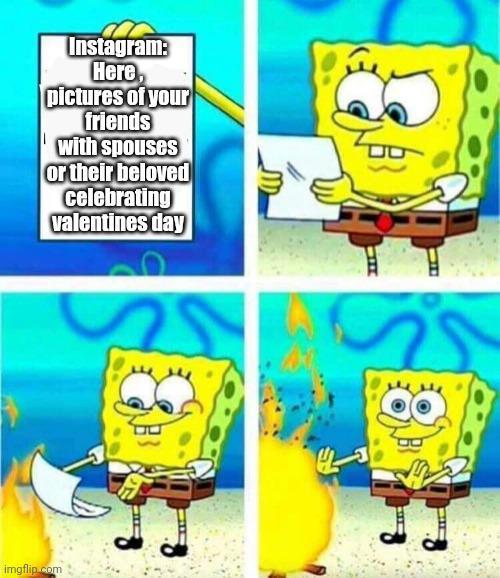 Instagram:
Here ,
pictures of your
friends
with spouses
or their beloved
celebrating
valentines day
imgflip.com